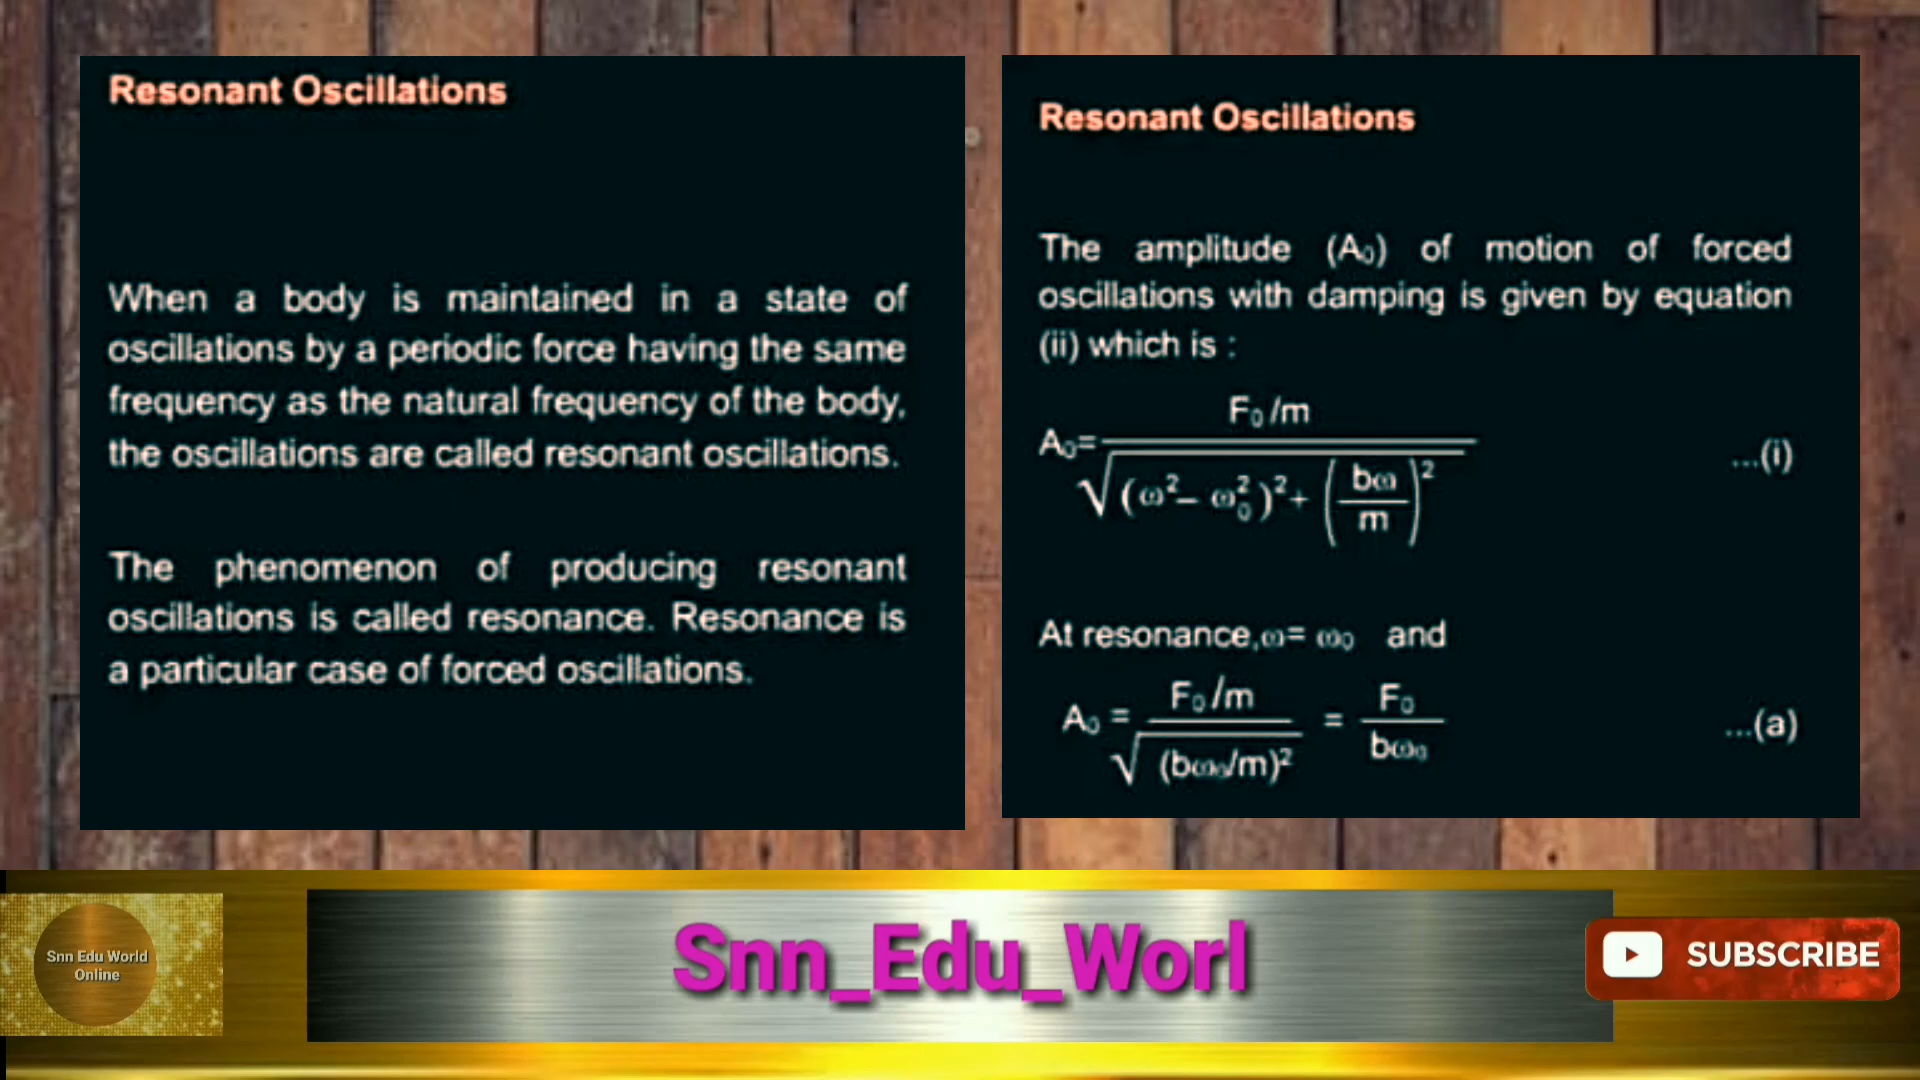 Resonant Oscillations
When a body is maintained in a state of
oscillations by a periodic force having the same
frequency as the natural frequency of the body,
the oscillations are called resonant oscillations.
The phenomenon of producing resonant
oscillations is called resonance. Resonance is
a particular case of forced oscillations.
Resonant Oscillations
The amplitude (A₀) of motion of forced
oscillations with damping is given by equation
(ii) which is :
A₀= F₀/m / √((ω²– ω₀²)²+ (bω/m)²) ...(i)
At resonance,ω= ω₀ and
A₀ = F₀/m / √(bω₀/m)² = F₀ / bω₀ ...(a)
Snn Edu World
Online
Snn_Edu_Worl
SUBSCRIBE